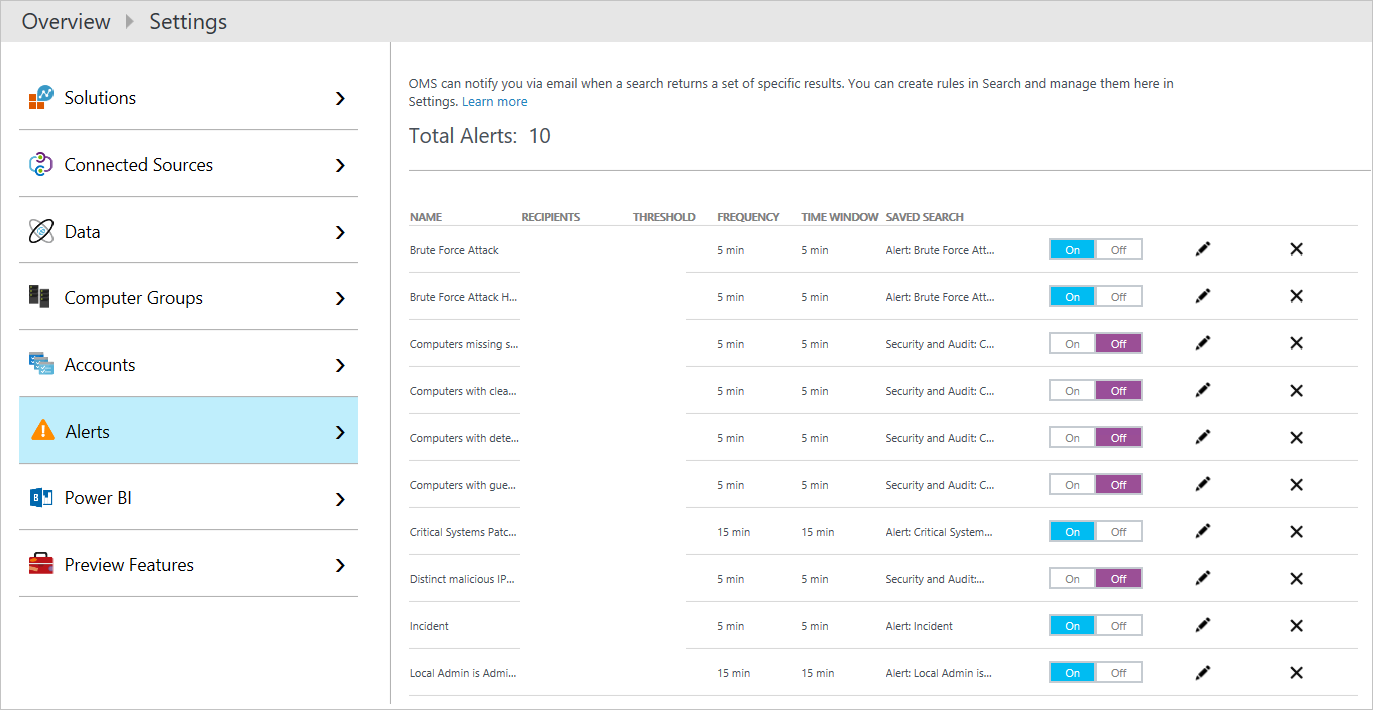 Overview Settings
Solutions
Connected Sources
Data
Computer Groups
Accounts
Alerts
Power BI
Preview Features
OMS can notify you via email when a search returns a set of specific results. You can create rules in Search and manage them here in
Settings. Learn more
Total Alerts: 10
NAME RECIPIENTS THRESHOLD FREQUENCY TIME WINDOW SAVED SEARCH
Brute Force Attack 5 min 5 min Alert: Brute Force Att... On Off
Brute Force Attack H... 5 min 5 min Alert: Brute Force Att... On Off
Computers missing s... 5 min 5 min Security and Audit: C... On Off
Computers with clea... 5 min 5 min Security and Audit: C... On Off
Computers with dete... 5 min 5 min Security and Audit: C... On Off
Computers with gue... 5 min 5 min Security and Audit: C... On Off
Critical Systems Patc... 15 min 15 min Alert: Critical System... On Off
Distinct malicious IP... 5 min 5 min Security and Audit:... On Off
Incident 5 min 5 min Alert: Incident On Off
Local Admin is Admi... 15 min 15 min Alert: Local Admin is... On Off